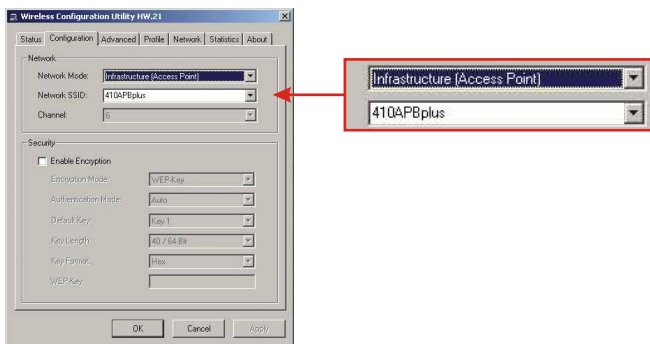 Wireless Configuration Utility HW.21
Status Configuration Advanced Profile Network Statistics About
Network
Network Mode: Infrastructure (Access Point)
Network SSID: 410APBplus
Channel: 6
Security
Enable Encryption
Encryption Mode: WEP-Key
Authentication Mode: Auto
Default Key: Key 1
Key Length: 40 / 64 Bit
Key Format: Hex
WEP-Key
OK Cancel Apply
Infrastructure (Access Point)
410APBplus